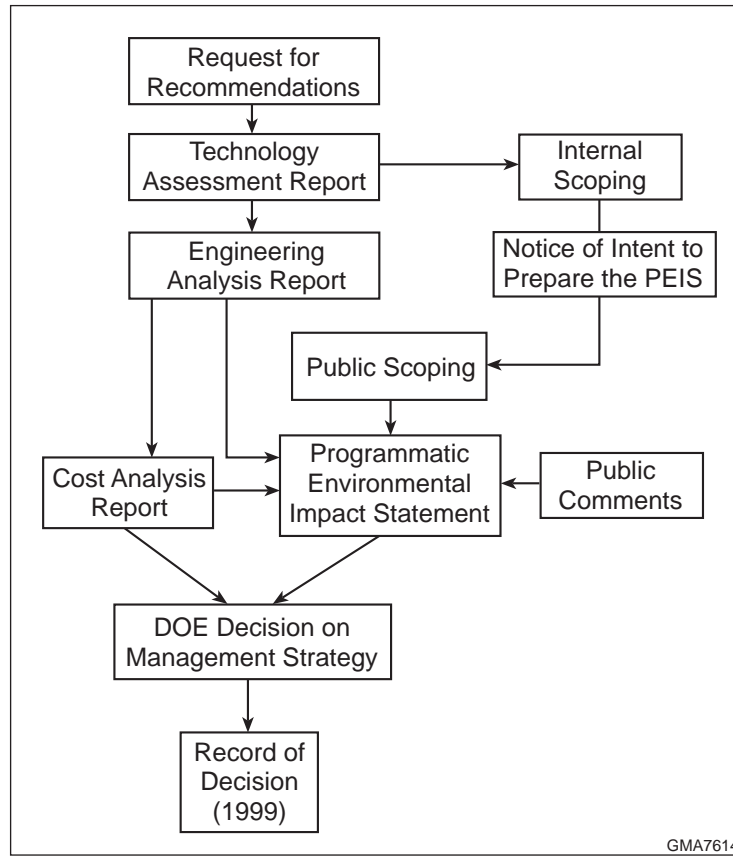 Request for
Recommendations
Technology
Assessment Report
Internal
Scoping
Engineering
Analysis Report
Notice of Intent to
Prepare the PEIS
Public Scoping
Cost Analysis
Report
Programmatic
Environmental
Impact Statement
Public
Comments
DOE Decision on
Management Strategy
Record of
Decision
(1999)
GMA7614